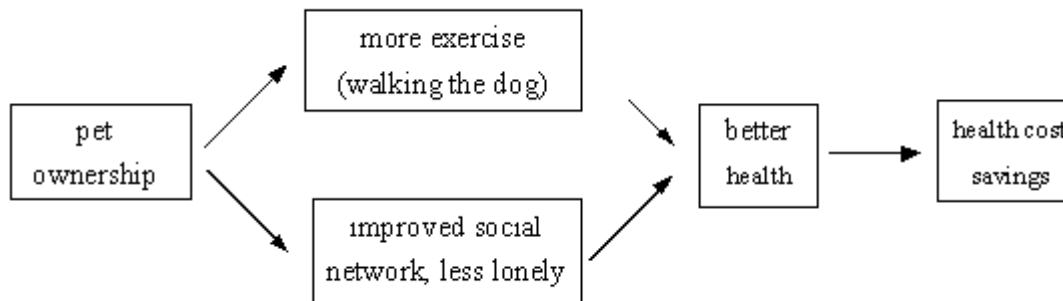 more exercise
(walking the dog)
pet
ownership
better
health
health cost
savings
improved social
network, less lonely